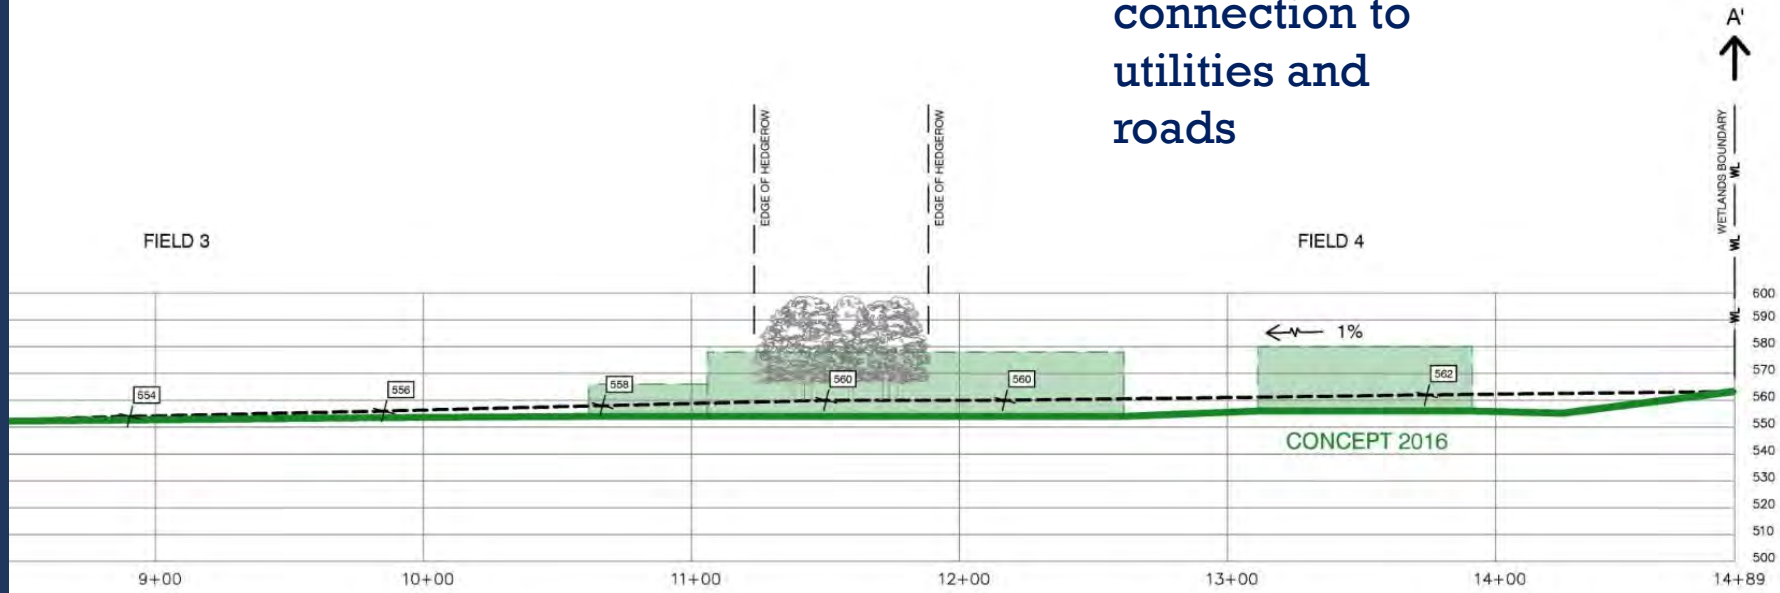 connection to
utilities and
roads
A'
EDGE OF HEDGEROW
EDGE OF HEDGEROW
WETLANDS BOUNDARY
WL
WL
WL
FIELD 3
FIELD 4
1%
554
556
558
560
560
562
CONCEPT 2016
600
590
580
570
560
550
540
530
520
510
500
9+00
10+00
11+00
12+00
13+00
14+00
14+89